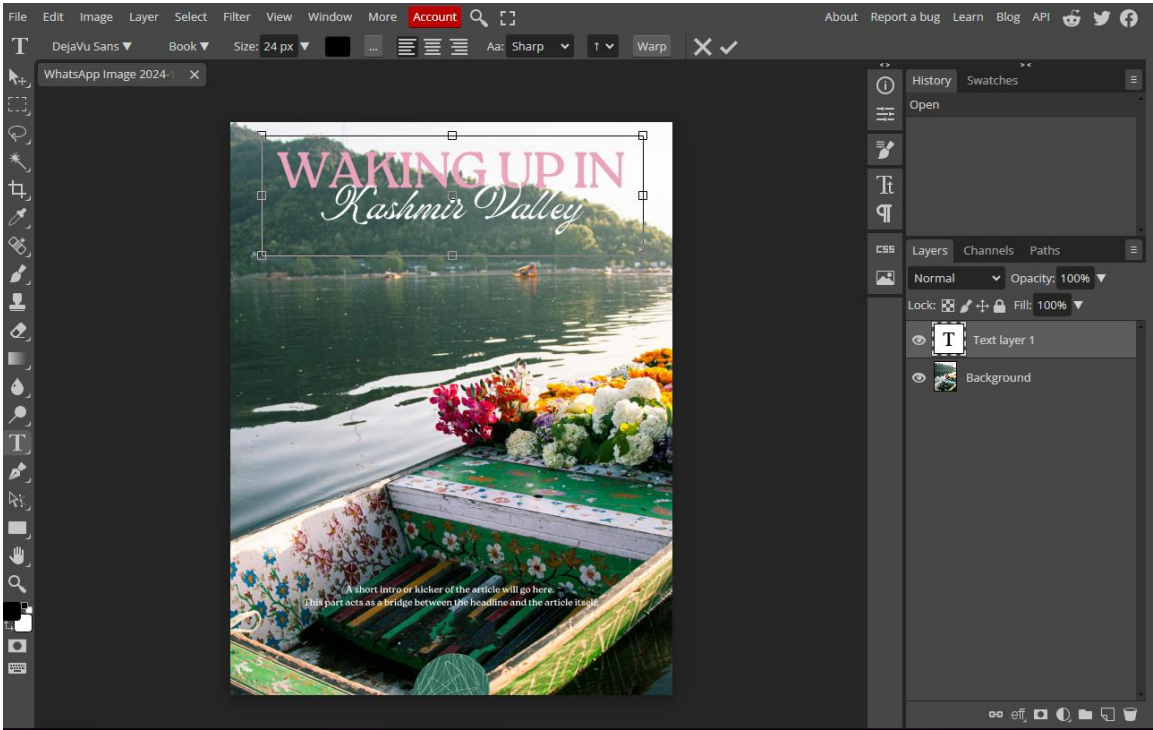 File Edit Image Layer Select Filter View Window More Account About Report a bug Learn Blog API
T DejaVu Sans ▼ Book ▼ Size: 24 px ▼ ... Aa: Sharp Warp
WhatsApp Image 2024-1 X
History Swatches
Open
WAKING UP IN
Kashmir Valley
CSS
Layers Channels Paths
Normal Opacity: 100% ▼
Lock: Fill: 100% ▼
T Text layer 1
Background
A short intro or kicker of the article will go here.
This part acts as a bridge between the headline and the article itself.
5
eff